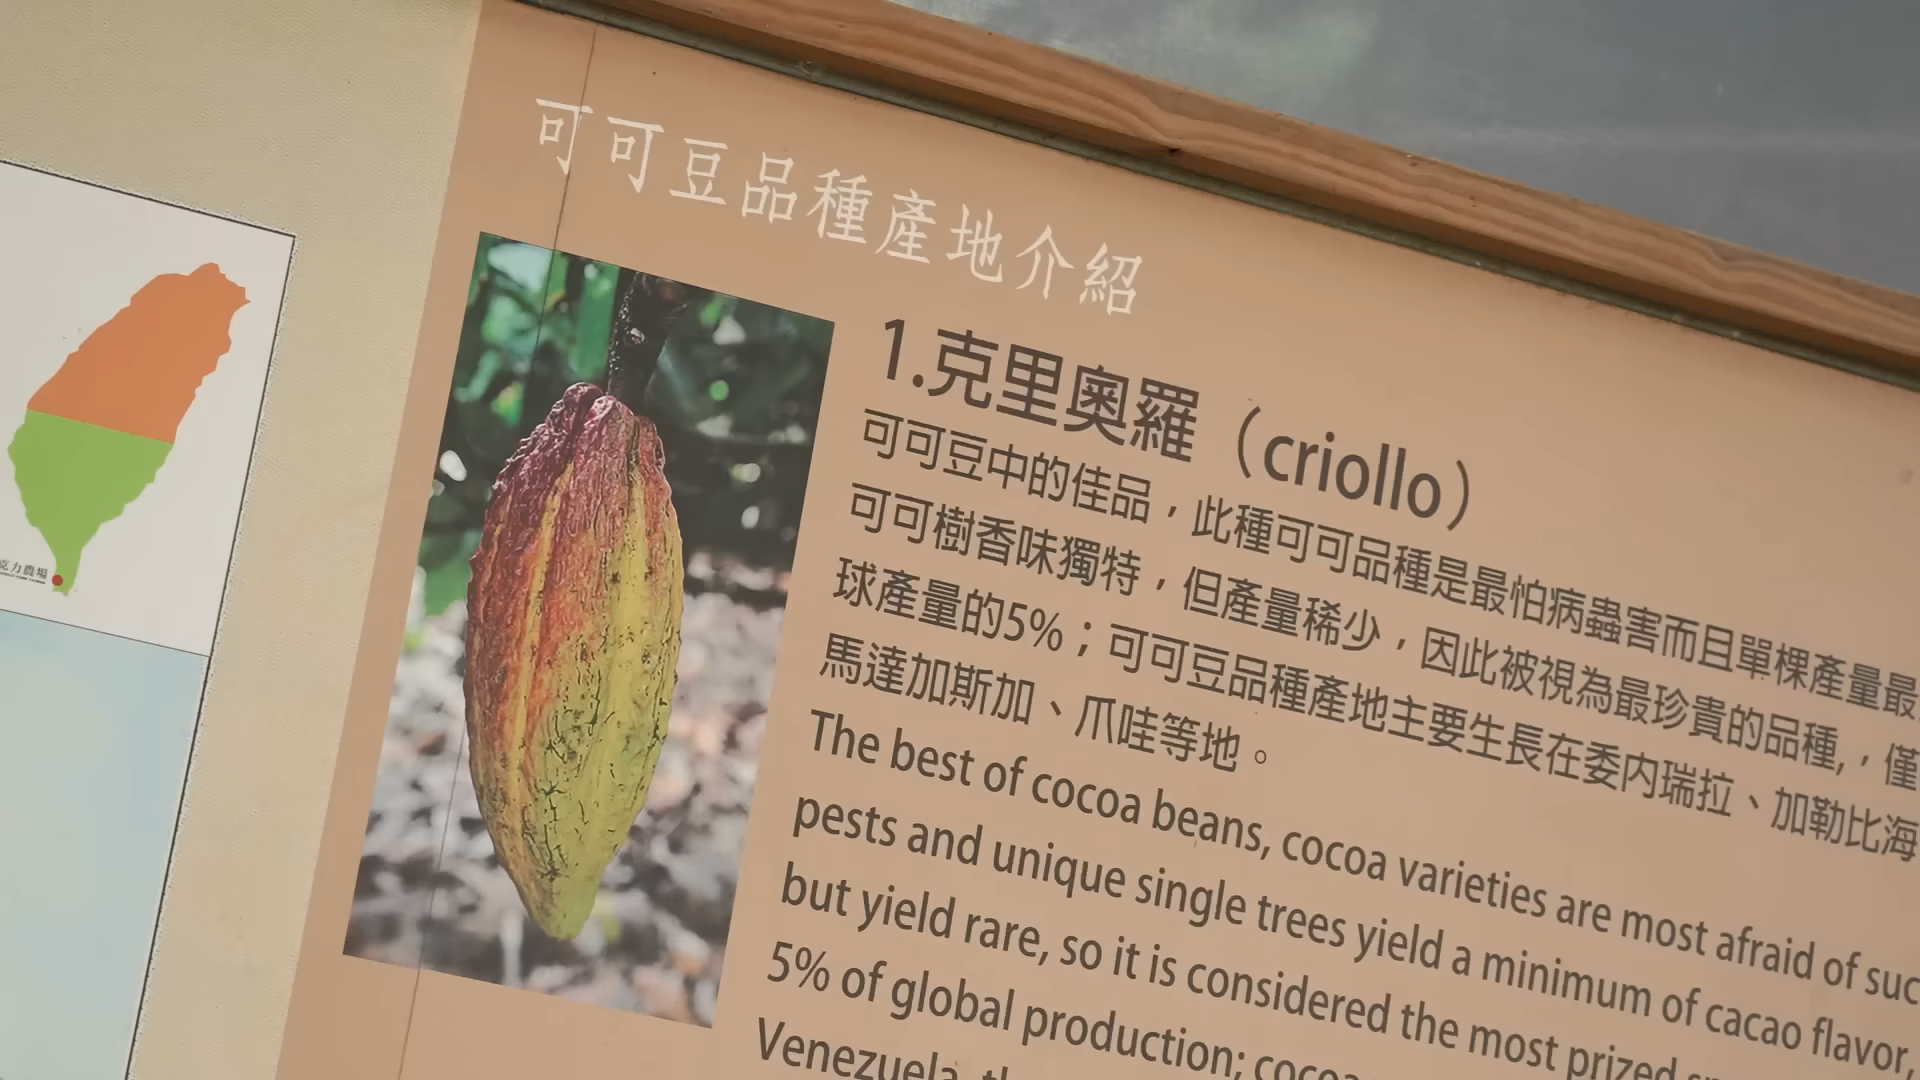 可可豆品種產地介紹
1.克里奧羅（criollo）
可可豆中的佳品，此種可可品種是最怕病蟲害而且單棵產量最
可可樹香味獨特，但產量稀少，因此被視為最珍貴的品種,，僅
球產量的5%；可可豆品種產地主要生長在委內瑞拉、加勒比海
馬達加斯加、爪哇等地。
The best of cocoa beans, cocoa varieties are most afraid of suc
pests and unique single trees yield a minimum of cacao flavor,
but yield rare, so it is considered the most prized
5% of global production; cocoa
Venezuela,
克力農場